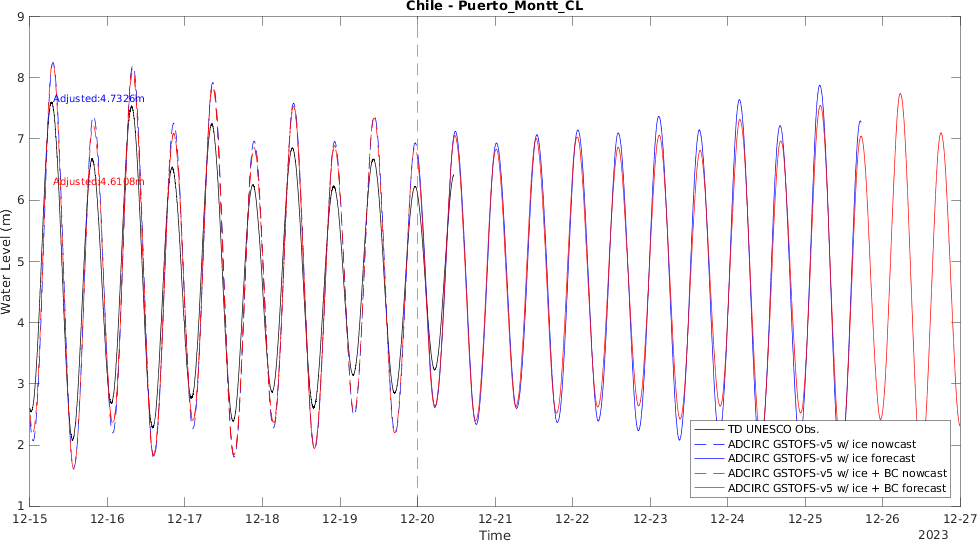 Chile - Puerto_Montt_CL
9
8
7
6
5
4
3
2
1
Water Level (m)
Adjusted:4.7326m
Adjusted:4.6108m
TD UNESCO Obs.
ADCIRC GSTOFS-v5 w/ ice nowcast
ADCIRC GSTOFS-v5 w/ ice forecast
ADCIRC GSTOFS-v5 w/ ice + BC nowcast
ADCIRC GSTOFS-v5 w/ ice + BC forecast
12-15 12-16 12-17 12-18 12-19 12-20 12-21 12-22 12-23 12-24 12-25 12-26 12-27
Time
2023